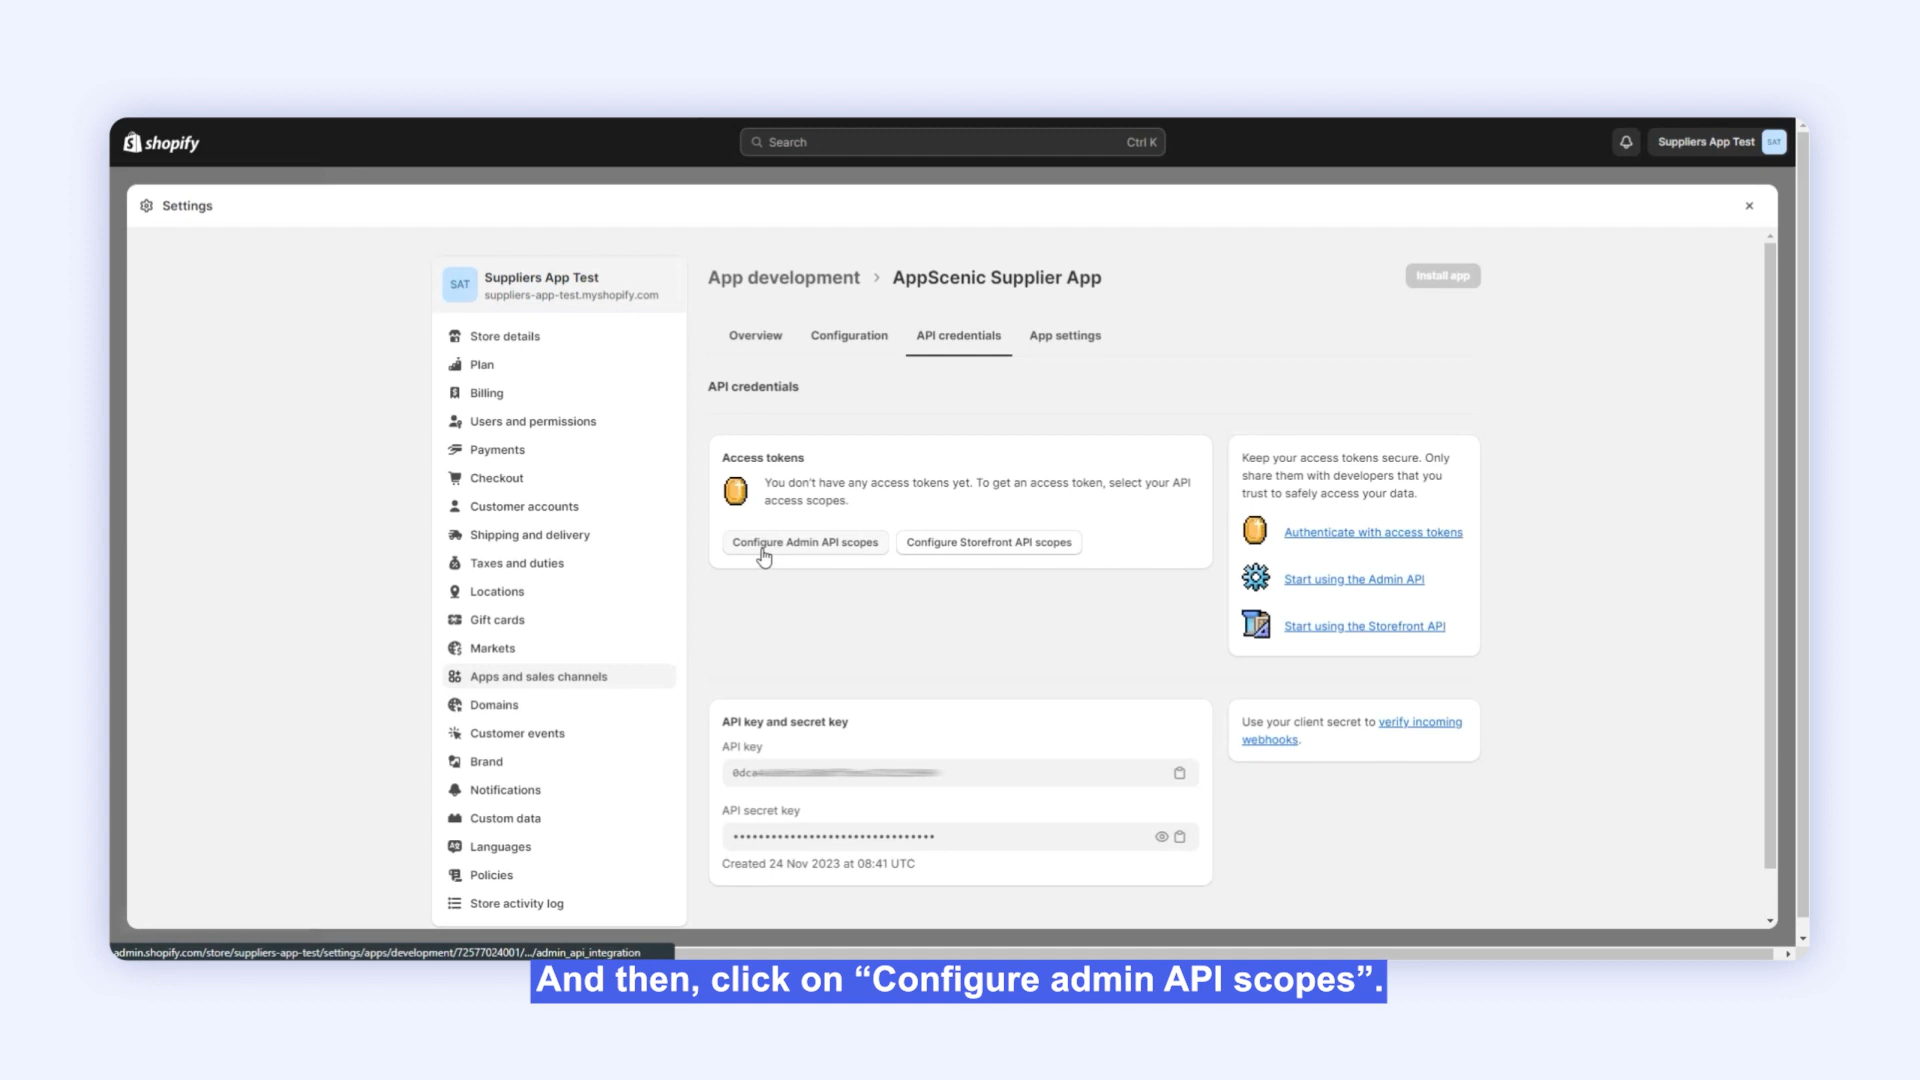 shopify
Search
Ctrl K
Suppliers App Test
SAT
Settings
SAT
Suppliers App Test
suppliers-app-test.myshopify.com
Store details
Plan
Billing
Users and permissions
Payments
Checkout
Customer accounts
Shipping and delivery
Taxes and duties
Locations
Gift cards
Markets
Apps and sales channels
Domains
Customer events
Brand
Notifications
Custom data
Languages
Policies
Store activity log
App development › AppScenic Supplier App
Install app
Overview
Configuration
API credentials
App settings
API credentials
Access tokens
You don't have any access tokens yet. To get an access token, select your API
access scopes.
Configure Admin API scopes
Configure Storefront API scopes
Keep your access tokens secure. Only
share them with developers that you
trust to safely access your data.
Authenticate with access tokens
Start using the Admin API
Start using the Storefront API
API key and secret key
API key
0dca
API secret key
••••••••••••••••••••••••••••••••
Created 24 Nov 2023 at 08:41 UTC
Use your client secret to verify incoming
webhooks.
admin.shopify.com/store/suppliers-app-test/settings/apps/development/72577024001/.../admin_api_integration
And then, click on “Configure admin API scopes”.